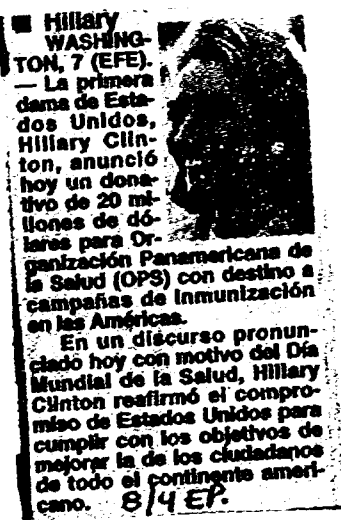 ■ Hillary
WASHING-
TON, 7 (EFE).
— La primera
dama de Esta-
dos Unidos,
Hillary Clin-
ton, anunció
hoy un dona-
tivo de 20 mi-
llones de dó-
lares para Or-
ganización Panamericana de
la Salud (OPS) con destino a
campañas de inmunización
en las Américas.
En un discurso pronun-
ciado hoy con motivo del Día
Mundial de la Salud, Hillary
Clinton reafirmó el compro-
miso de Estados Unidos para
cumplir con los objetivos de
mejorar la de los ciudadanos
de todo el continente ameri-
cano. 8/4 EP.